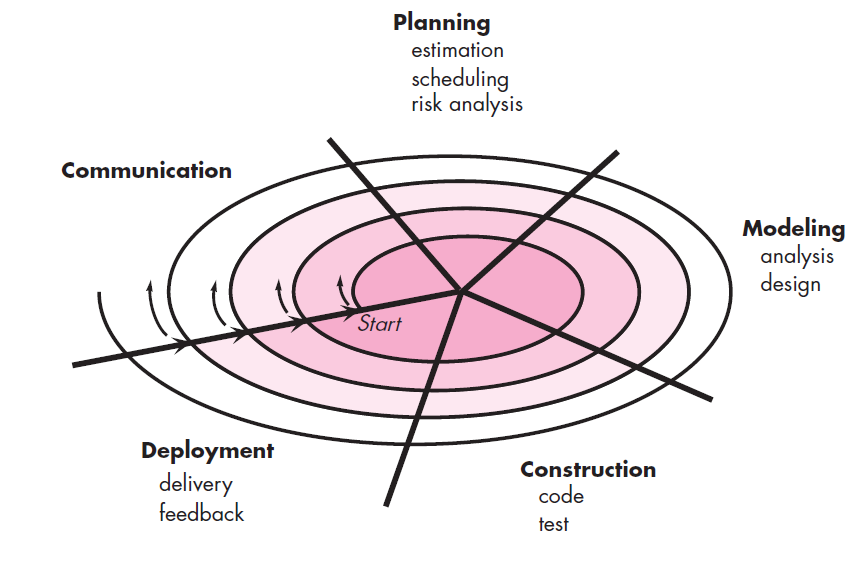 Planning
estimation
scheduling
risk analysis
Communication
Modeling
analysis
design
Start
Deployment
delivery
feedback
Construction
code
test